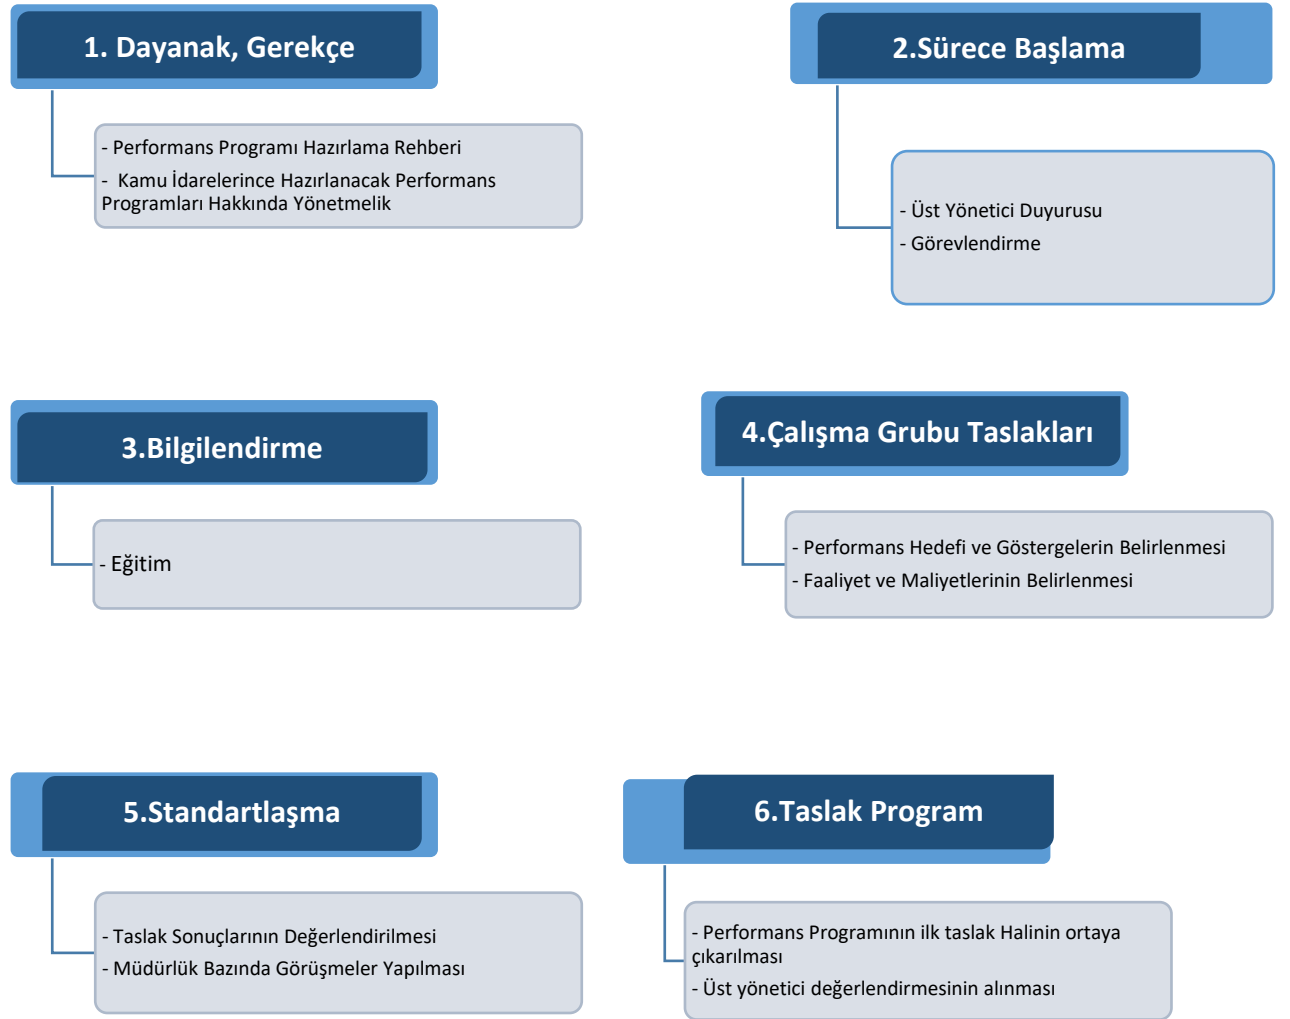 1. Dayanak, Gerekçe
- Performans Programı Hazırlama Rehberi
- Kamu İdarelerince Hazırlanacak Performans
Programları Hakkında Yönetmelik
2.Sürece Başlama
- Üst Yönetici Duyurusu
- Görevlendirme
3.Bilgilendirme
- Eğitim
4.Çalışma Grubu Taslakları
- Performans Hedefi ve Göstergelerin Belirlenmesi
- Faaliyet ve Maliyetlerinin Belirlenmesi
5.Standartlaşma
- Taslak Sonuçlarının Değerlendirilmesi
- Müdürlük Bazında Görüşmeler Yapılması
6.Taslak Program
- Performans Programının ilk taslak Halinin ortaya
çıkarılması
- Üst yönetici değerlendirmesinin alınması